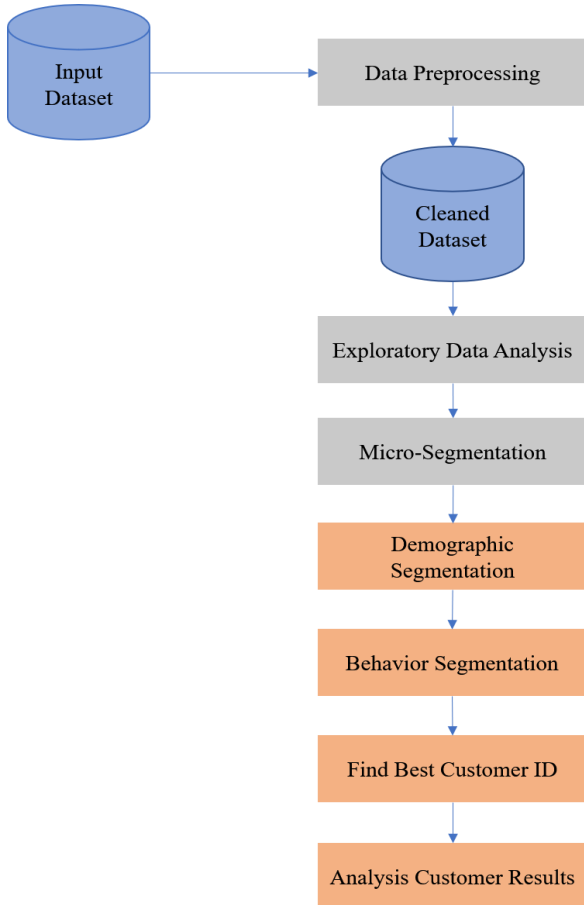 Input
Dataset
Data Preprocessing
Cleaned
Dataset
Exploratory Data Analysis
Micro-Segmentation
Demographic
Segmentation
Behavior Segmentation
Find Best Customer ID
Analysis Customer Results